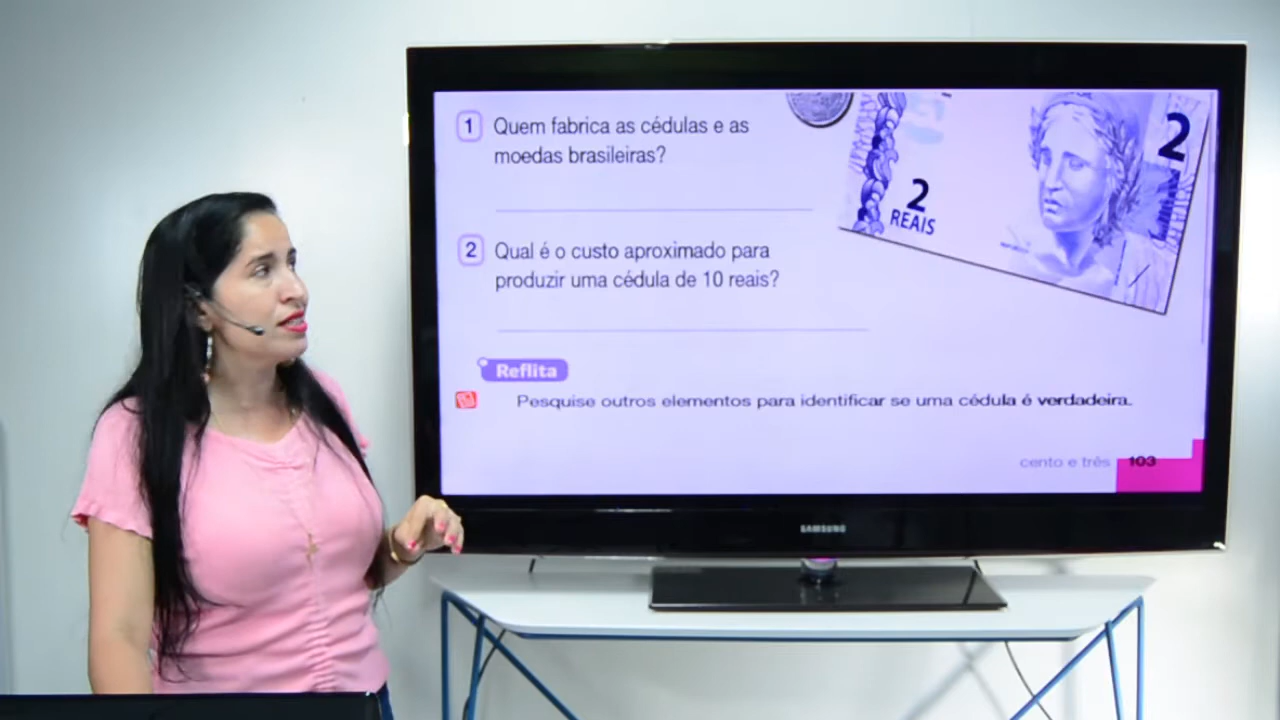 1 Quem fabrica as cédulas e as
moedas brasileiras?
2
2
REAIS
2 Qual é o custo aproximado para
produzir uma cédula de 10 reais?
Reflita
Pesquise outros elementos para identificar se uma cédula é verdadeira.
cento e três 103
SAMSUNG